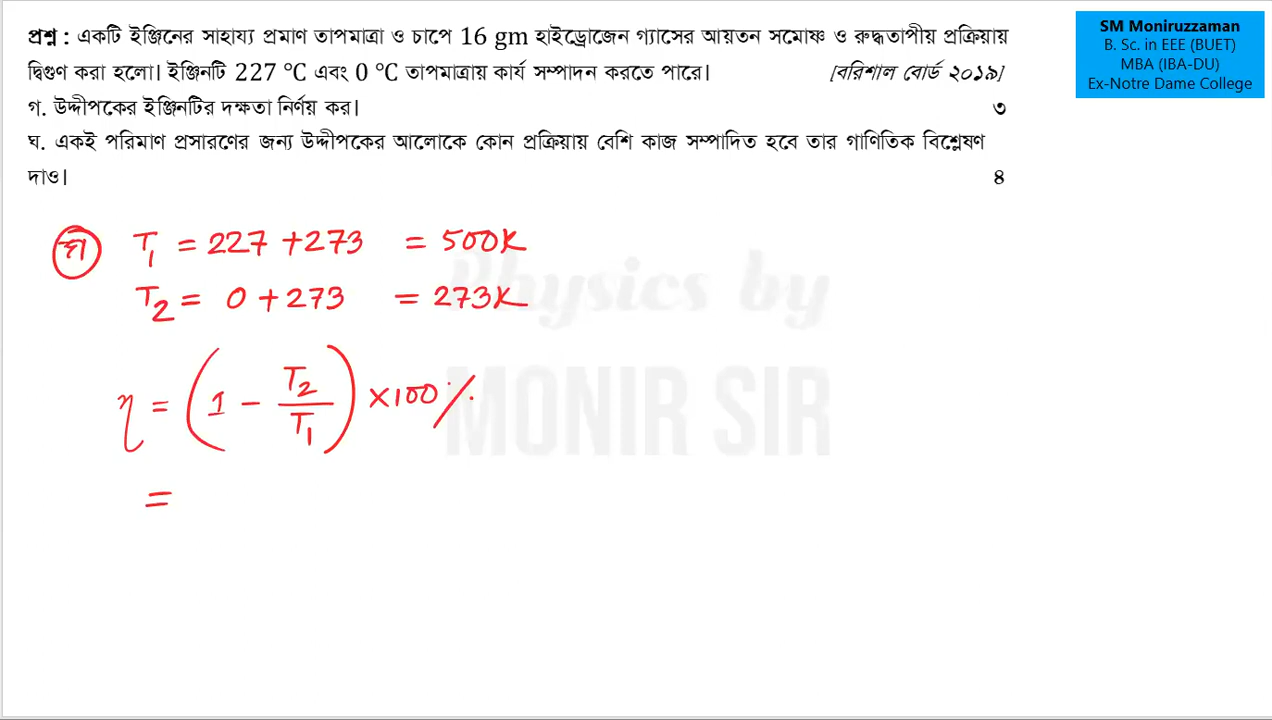 প্রশ্ন : একটি ইঞ্জিনের সাহায্য প্রমাণ তাপমাত্রা ও চাপে 16 gm হাইড্রোজেন গ্যাসের আয়তন সমোষ্ণ ও রুদ্ধতাপীয় প্রক্রিয়ায়
দ্বিগুণ করা হলো। ইঞ্জিনটি 227 °C এবং 0 °C তাপমাত্রায় কার্য সম্পাদন করতে পারে। [বরিশাল বোর্ড ২০১৯]
গ. উদ্দীপকের ইঞ্জিনটির দক্ষতা নির্ণয় কর। ৩
ঘ. একই পরিমাণ প্রসারণের জন্য উদ্দীপকের আলোকে কোন প্রক্রিয়ায় বেশি কাজ সম্পাদিত হবে তার গাণিতিক বিশ্লেষণ
দাও। ৪
SM Moniruzzaman
B. Sc. in EEE (BUET)
MBA (IBA-DU)
Ex-Notre Dame College
গ T₁ = 227 + 273 = 500K
T₂ = 0 + 273 = 273K
η = (1 - T₂/T₁) × 100 %
=
Physics by
MONIR SIR